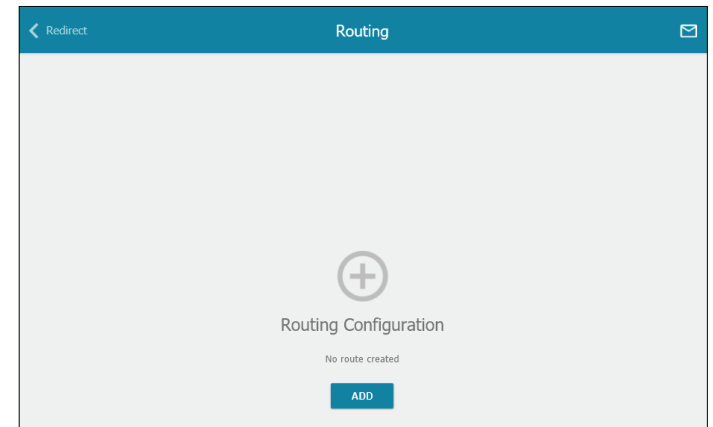 Redirect
Routing
Routing Configuration
No route created
ADD